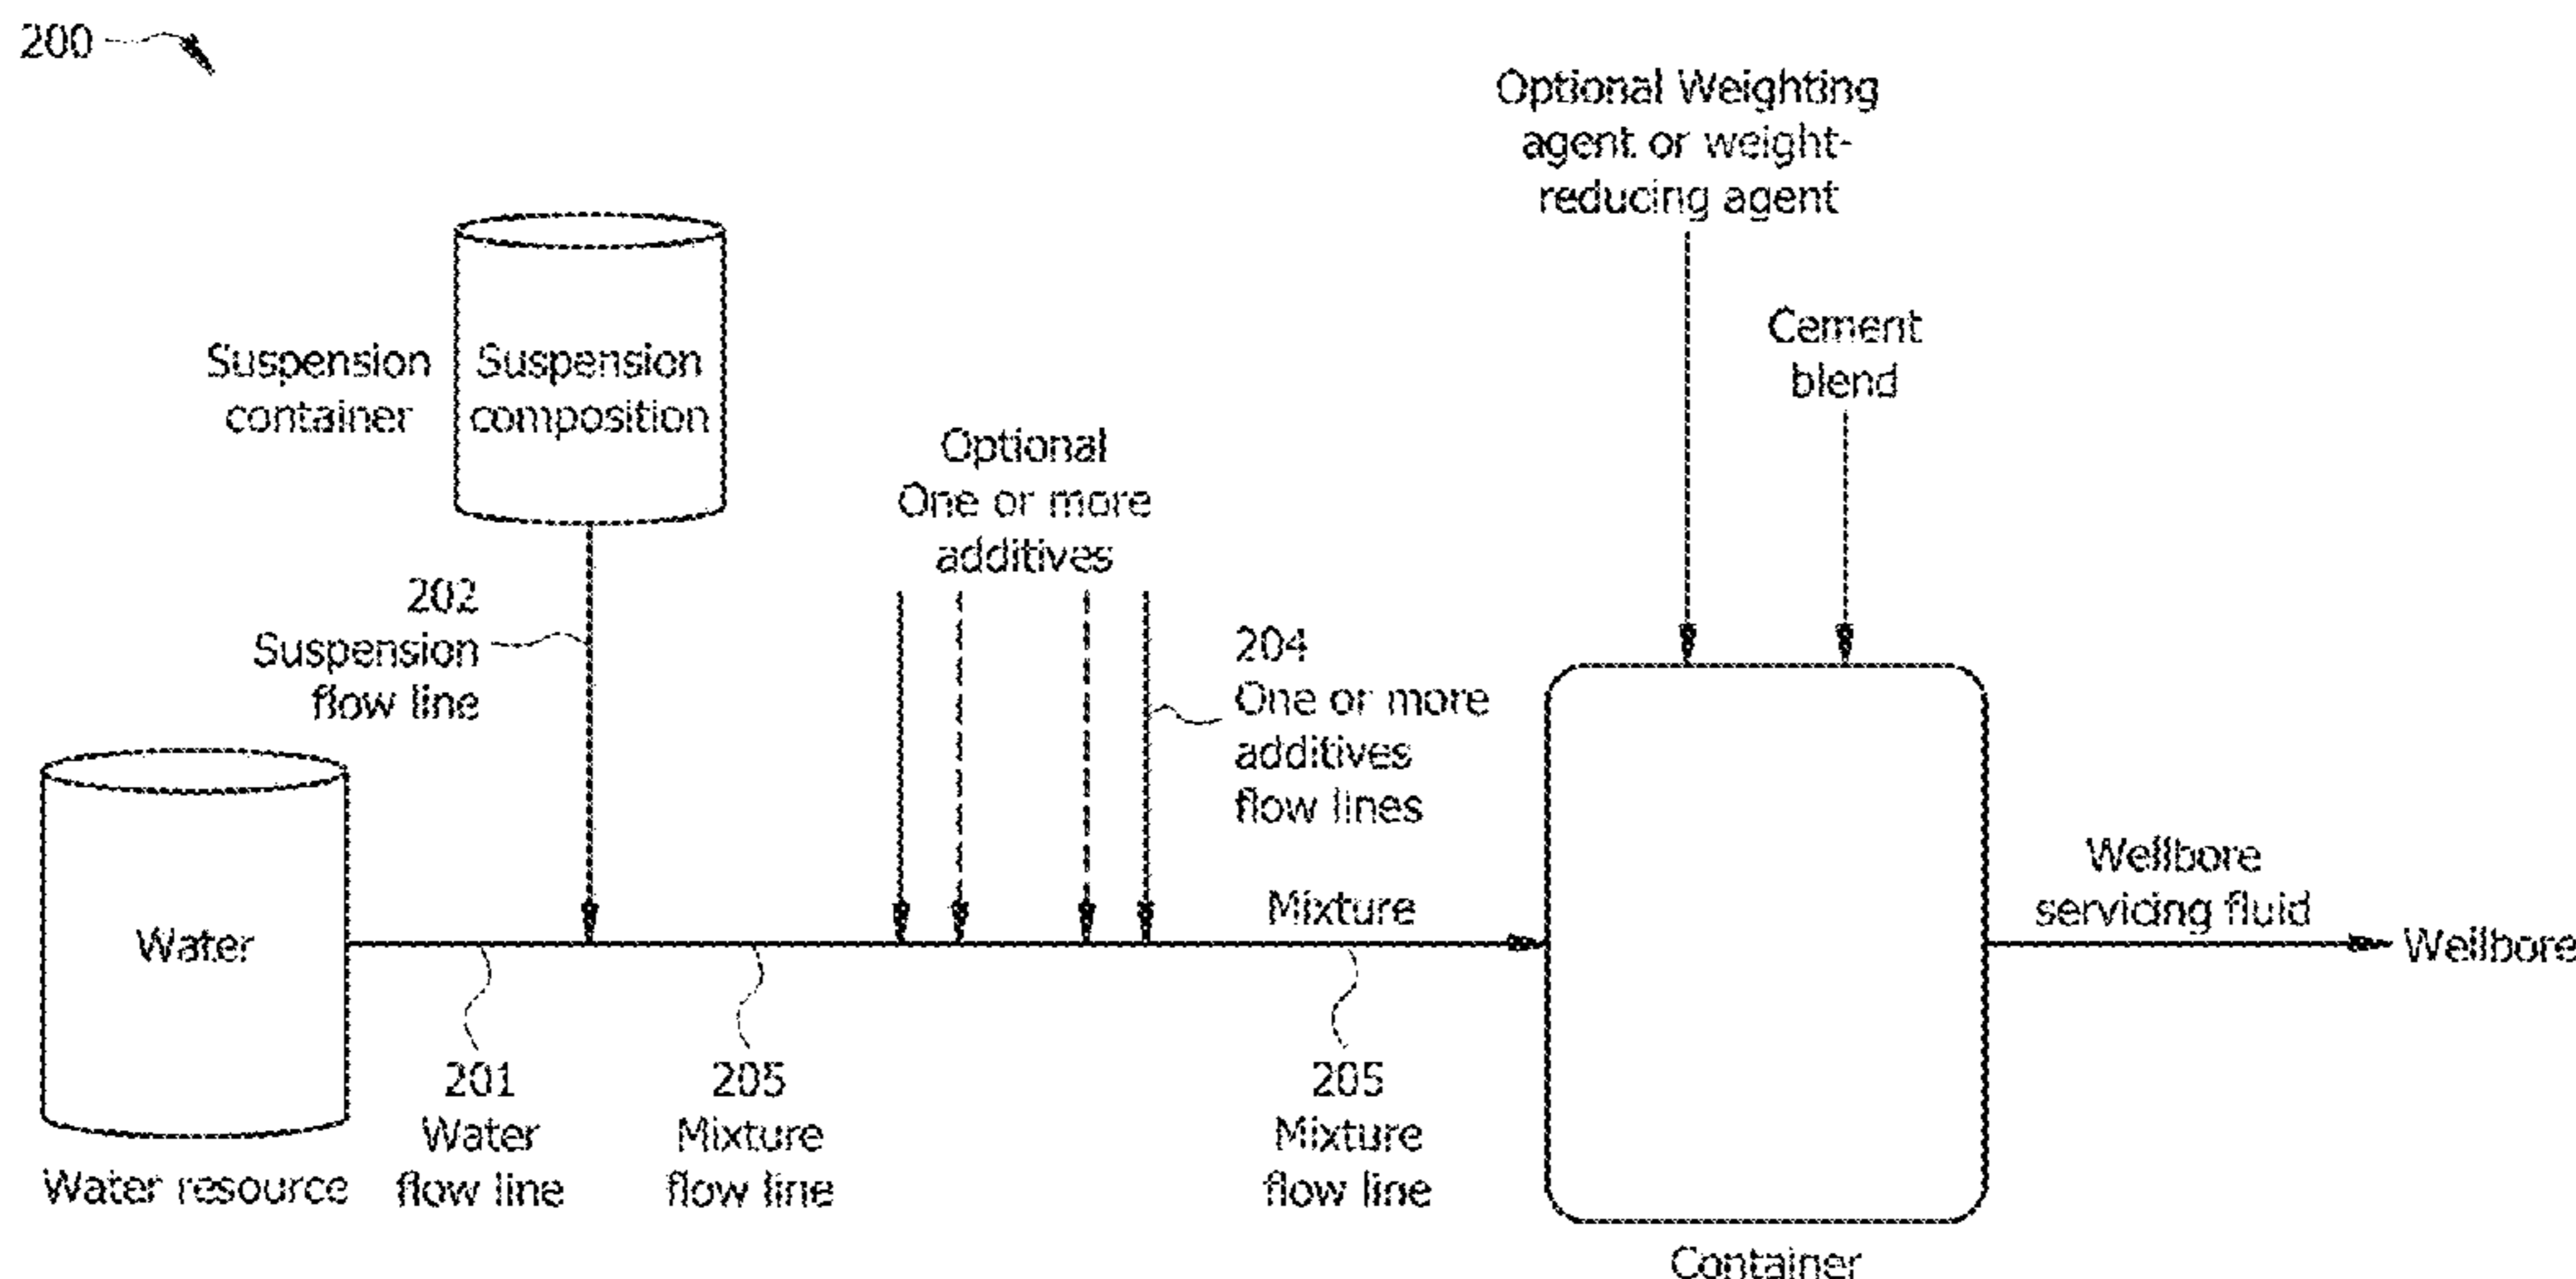 200
Optional Weighting
agent or weight-
reducing agent
Cement
blend
Suspension
container
Suspension
composition
Optional
One or more
additives
202
Suspension
flow line
204
One or more
additives
flow lines
Water
Mixture
Wellbore
servicing fluid
Wellbore
201
Water
flow line
205
Mixture
flow line
205
Mixture
flow line
Water resource
Container